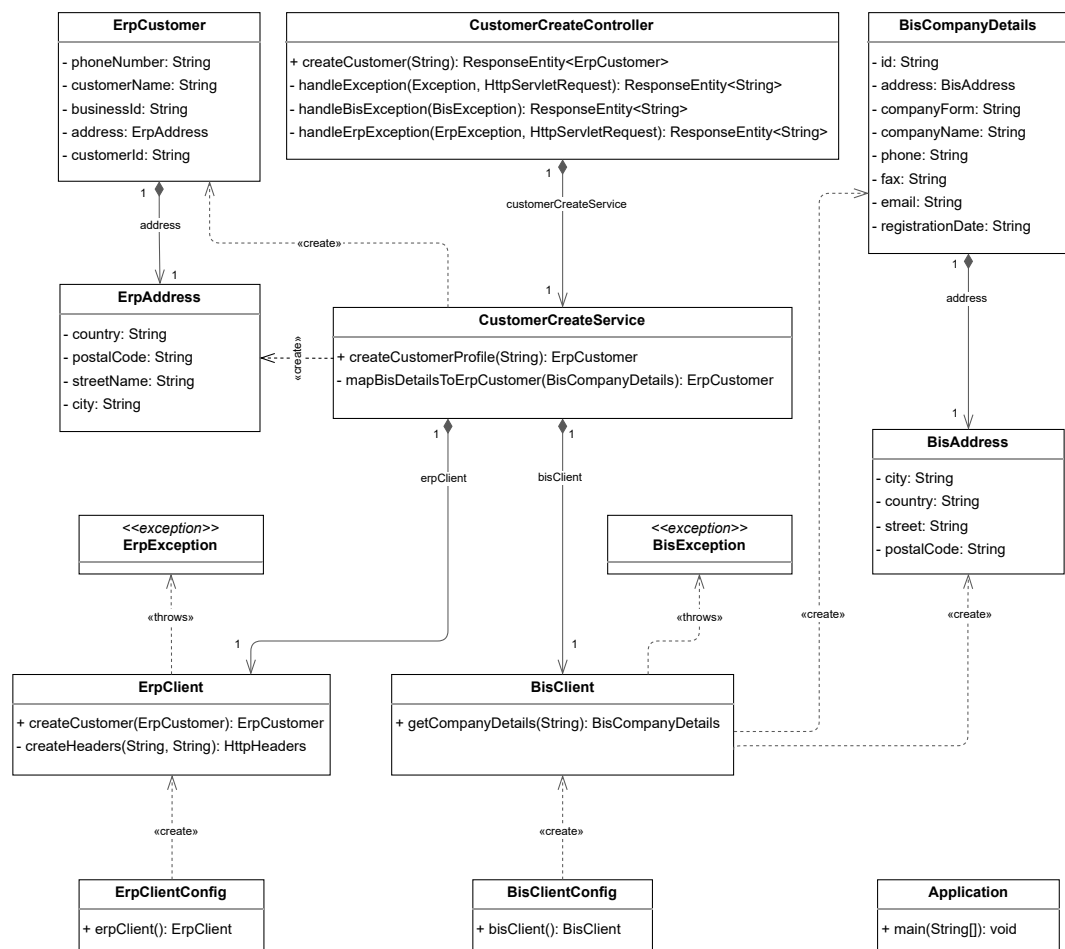 ErpCustomer
- phoneNumber: String
- customerName: String
- businessId: String
- address: ErpAddress
- customerId: String
CustomerCreateController
+ createCustomer(String): ResponseEntity<ErpCustomer>
- handleException(Exception, HttpServletRequest): ResponseEntity<String>
- handleBisException(BisException): ResponseEntity<String>
- handleErpException(ErpException, HttpServletRequest): ResponseEntity<String>
BisCompanyDetails
- id: String
- address: BisAddress
- companyForm: String
- companyName: String
- phone: String
- fax: String
- email: String
- registrationDate: String
1
address
1
1
customerCreateService
1
«create»
1
address
1
ErpAddress
- country: String
- postalCode: String
- streetName: String
- city: String
«create»
CustomerCreateService
+ createCustomerProfile(String): ErpCustomer
- mapBisDetailsToErpCustomer(BisCompanyDetails): ErpCustomer
BisAddress
- city: String
- country: String
- street: String
- postalCode: String
1
erpClient
1
1
bisClient
1
<<exception>>
ErpException
<<exception>>
BisException
«throws»
«throws»
«create»
«create»
ErpClient
+ createCustomer(ErpCustomer): ErpCustomer
- createHeaders(String, String): HttpHeaders
BisClient
+ getCompanyDetails(String): BisCompanyDetails
«create»
«create»
ErpClientConfig
+ erpClient(): ErpClient
BisClientConfig
+ bisClient(): BisClient
Application
+ main(String[]): void